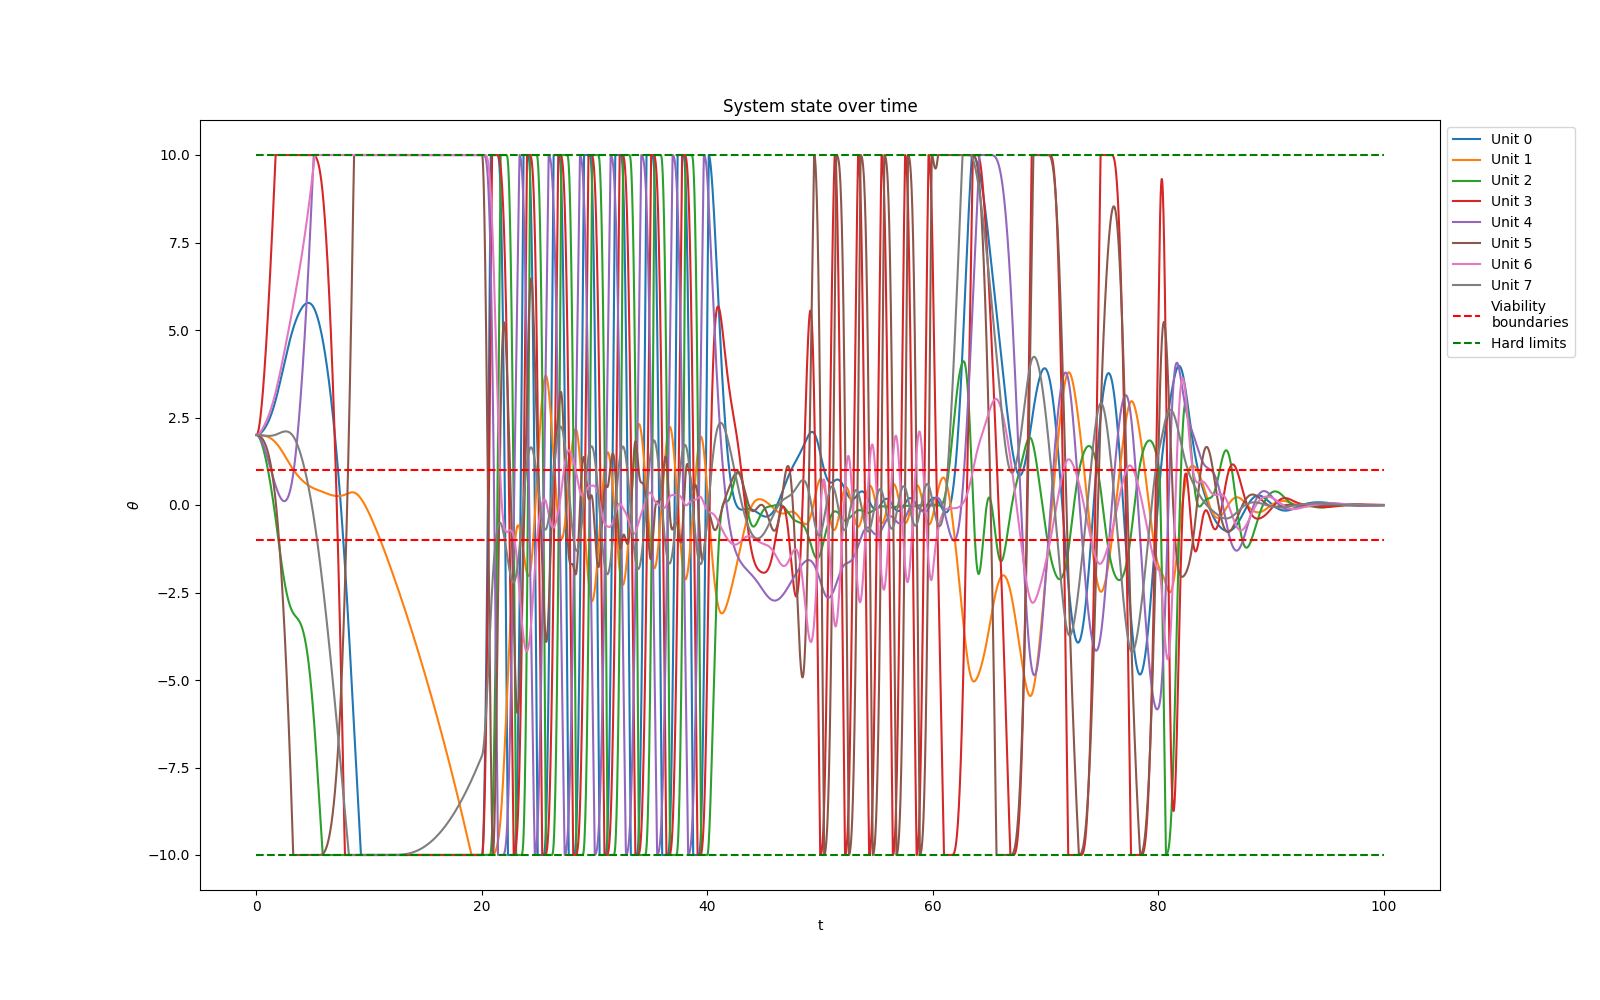 System state over time
10.0
7.5
5.0
2.5
0.0
−2.5
−5.0
−7.5
−10.0
θ
0
20
40
60
80
100
t
Unit 0
Unit 1
Unit 2
Unit 3
Unit 4
Unit 5
Unit 6
Unit 7
Viability
boundaries
Hard limits